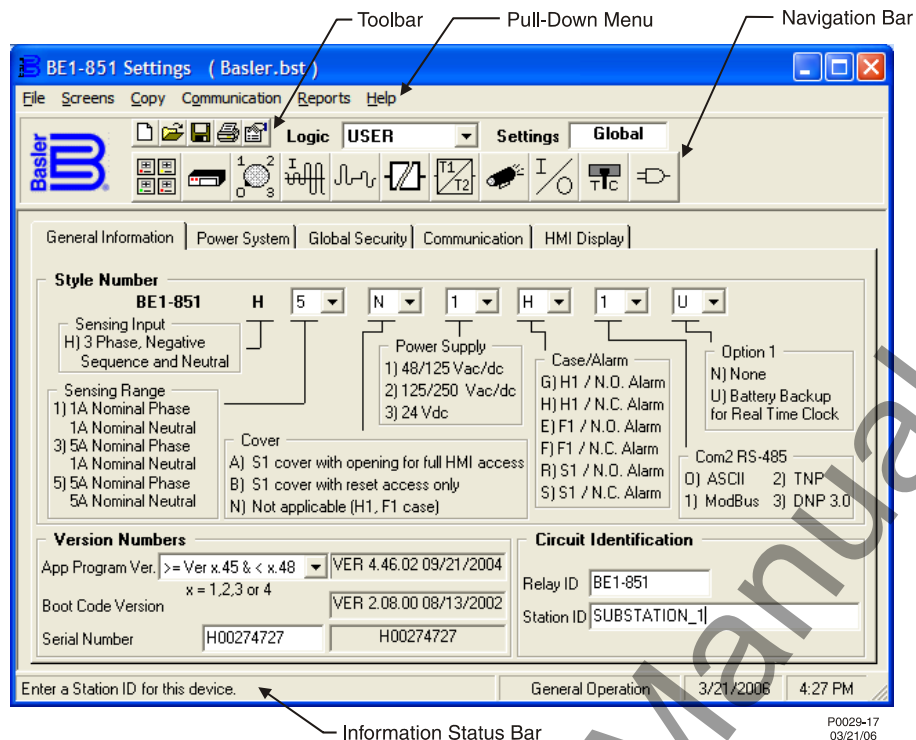 Toolbar
Pull-Down Menu
Navigation Bar
BE1-851 Settings ( Basler.bst )
File Screens Copy Communication Reports Help
Basler
Logic USER Settings Global
1 2 0 3
I
T1/T2
I/O
TTC
General Information Power System Global Security Communication HMI Display
Style Number
BE1-851 H 5 N 1 H 1 U
Sensing Input
H) 3 Phase, Negative
Sequence and Neutral
Sensing Range
1) 1A Nominal Phase
1A Nominal Neutral
3) 5A Nominal Phase
1A Nominal Neutral
5) 5A Nominal Phase
5A Nominal Neutral
Cover
A) S1 cover with opening for full HMI access
B) S1 cover with reset access only
N) Not applicable (H1, F1 case)
Power Supply
1) 48/125 Vac/dc
2) 125/250 Vac/dc
3) 24 Vdc
Case/Alarm
G) H1 / N.O. Alarm
H) H1 / N.C. Alarm
E) F1 / N.O. Alarm
F) F1 / N.C. Alarm
R) S1 / N.O. Alarm
S) S1 / N.C. Alarm
Option 1
N) None
U) Battery Backup
for Real Time Clock
Com2 RS-485
0) ASCII 2) TNP
1) ModBus 3) DNP 3.0
Version Numbers
App Program Ver. >= Ver x.45 & < x.48 VER 4.46.02 09/21/2004
x = 1,2,3 or 4
Boot Code Version VER 2.08.00 08/13/2002
Serial Number H00274727 H00274727
Circuit Identification
Relay ID BE1-851
Station ID SUBSTATION_1
Enter a Station ID for this device. General Operation 3/21/2006 4:27 PM
Information Status Bar
P0029-17
03/21/06
Manual